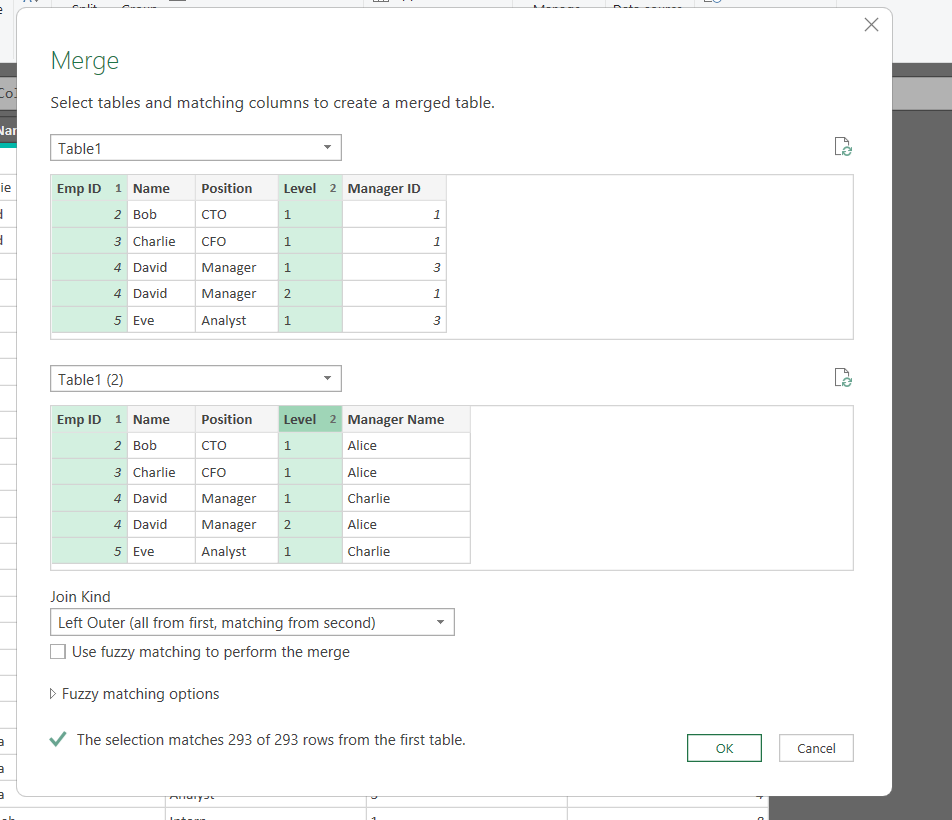 Merge
Select tables and matching columns to create a merged table.
Table1
Emp ID 1 Name Position Level 2 Manager ID
2 Bob CTO 1 1
3 Charlie CFO 1 1
4 David Manager 1 3
4 David Manager 2 1
5 Eve Analyst 1 3
Table1 (2)
Emp ID 1 Name Position Level 2 Manager Name
2 Bob CTO 1 Alice
3 Charlie CFO 1 Alice
4 David Manager 1 Charlie
4 David Manager 2 Alice
5 Eve Analyst 1 Charlie
Join Kind
Left Outer (all from first, matching from second)
Use fuzzy matching to perform the merge
Fuzzy matching options
The selection matches 293 of 293 rows from the first table.
OK Cancel